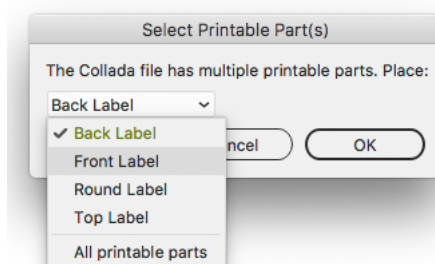 Select Printable Part(s)
The Collada file has multiple printable parts. Place:
Back Label
Back Label
Front Label
Round Label
Top Label
All printable parts
ncel
OK